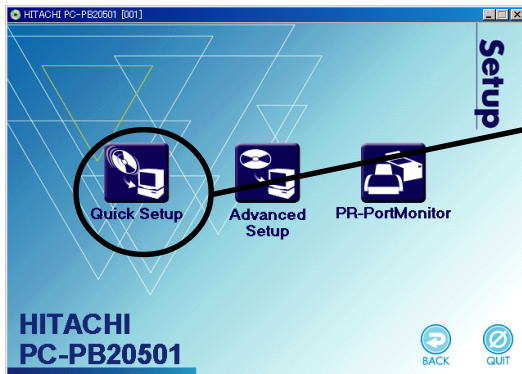 HITACHI PC-PB20501 [001]
Setup
Quick Setup
Advanced
Setup
PR-PortMonitor
HITACHI
PC-PB20501
BACK
QUIT